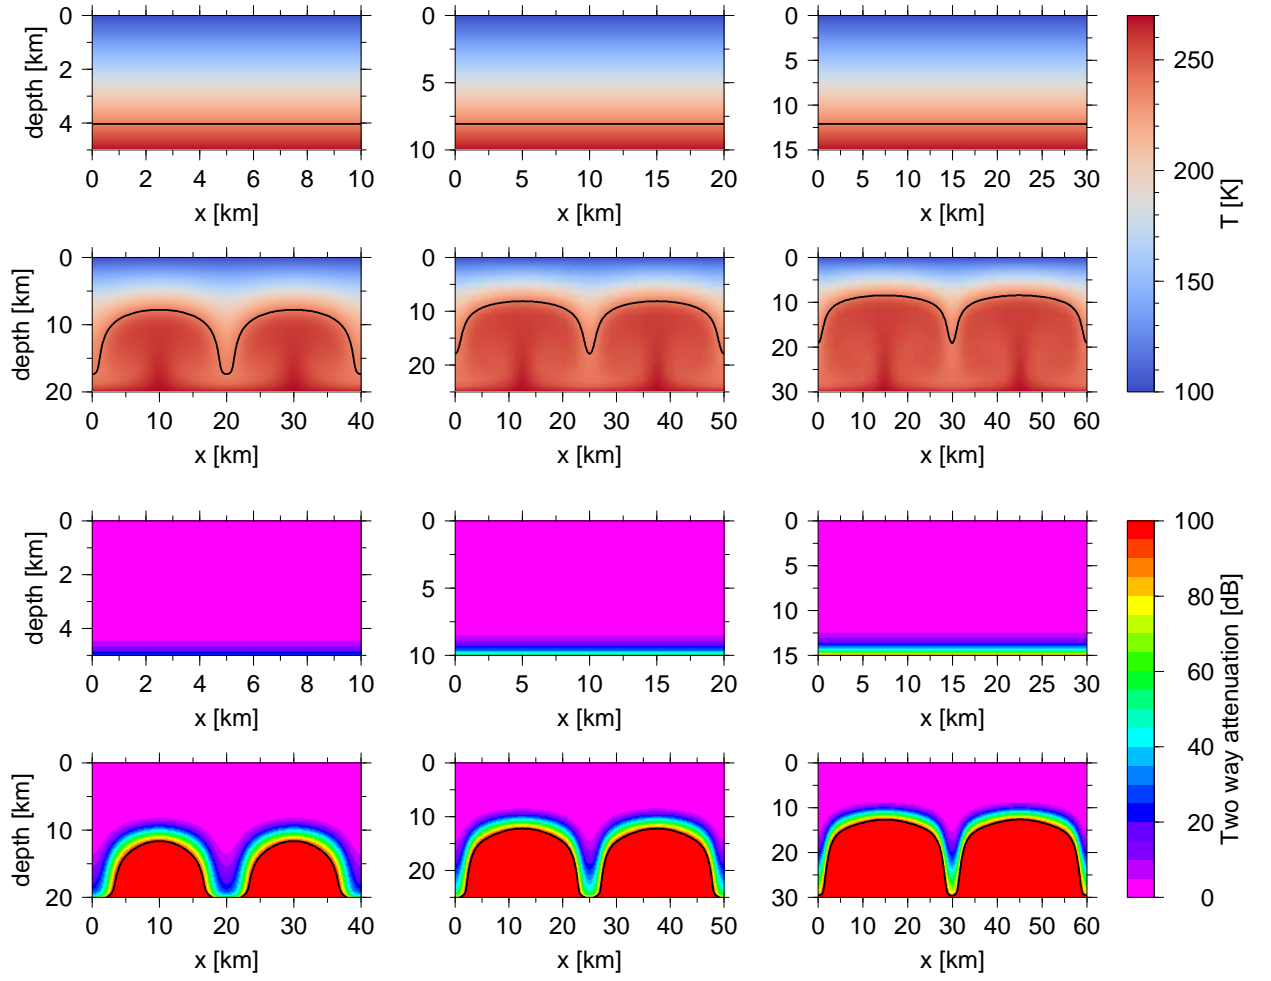 0 2 4
depth [km]
0 2 4 6 8 10
x [km]
0 5 10
0 5 10 15 20
x [km]
0 5 10 15
0 5 10 15 20 25 30
x [km]
0 10 20
depth [km]
0 10 20 30 40
x [km]
0 10 20
0 10 20 30 40 50
x [km]
0 10 20 30
0 10 20 30 40 50 60
x [km]
250 200 150 100
T [K]
0 2 4
depth [km]
0 2 4 6 8 10
x [km]
0 5 10
0 5 10 15 20
x [km]
0 5 10 15
0 5 10 15 20 25 30
x [km]
0 10 20
depth [km]
0 10 20 30 40
x [km]
0 10 20
0 10 20 30 40 50
x [km]
0 10 20 30
0 10 20 30 40 50 60
x [km]
100 80 60 40 20 0
Two way attenuation [dB]